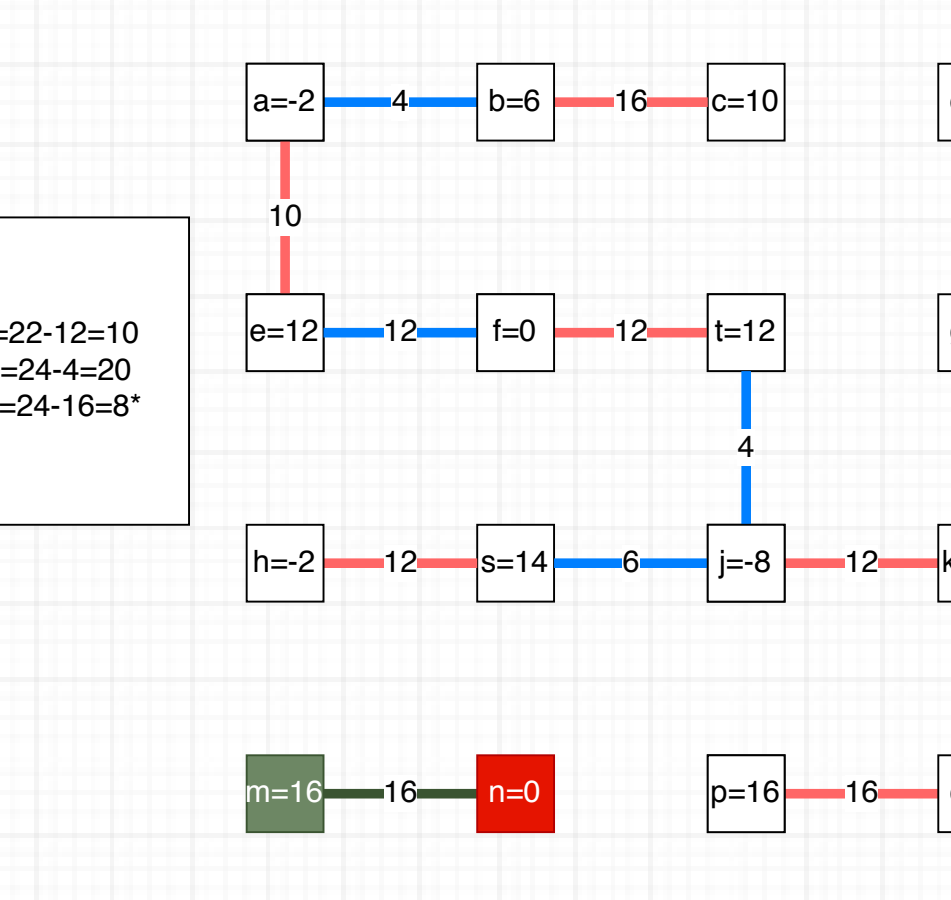 a=-2
4
b=6
16
c=10
10
=22-12=10
=24-4=20
=24-16=8*
e=12
12
f=0
12
t=12
4
h=-2
12
s=14
6
j=-8
12
k
m=16
16
n=0
p=16
16